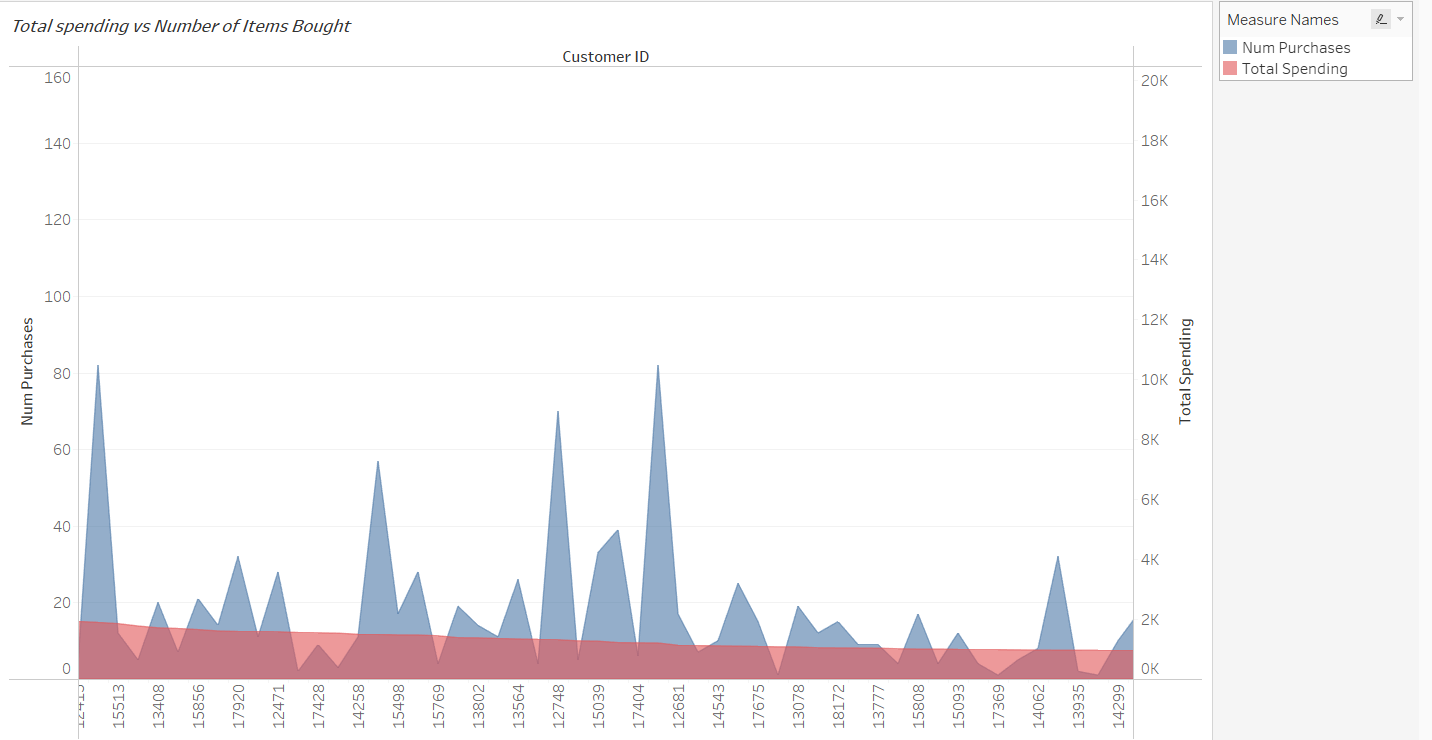 Total spending vs Number of Items Bought
Measure Names
Num Purchases
Total Spending
Customer ID
160
140
120
100
80
60
40
20
0
Num Purchases
20K
18K
16K
14K
12K
10K
8K
6K
4K
2K
0K
Total Spending
15513
13408
15856
17920
12471
17428
14258
15498
15769
13802
13564
12748
15039
17404
12681
14543
17675
13078
18172
13777
15808
15093
17369
14062
13935
14299